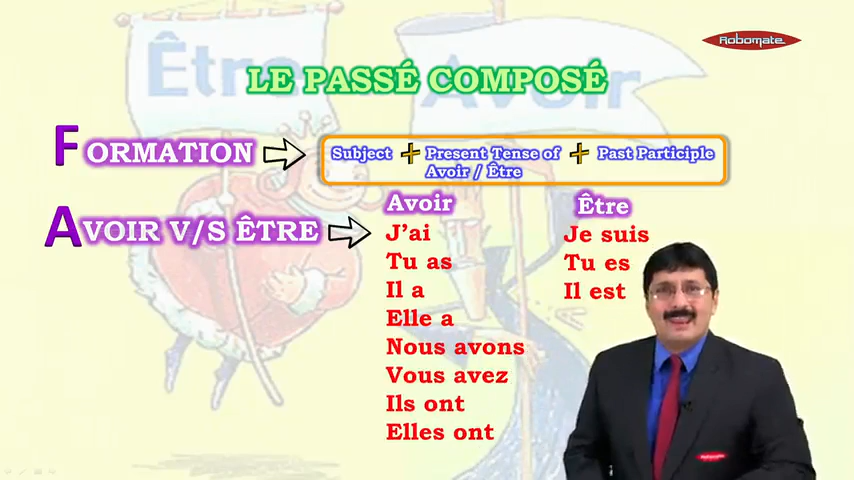 Robomate
Être
Avoir
LE PASSÉ COMPOSÉ
FORMATION
Subject + Present Tense of + Past Participle
Avoir / Être
AVOIR V/S ÊTRE
Avoir
J'ai
Tu as
Il a
Elle a
Nous avons
Vous avez
Ils ont
Elles ont
Être
Je suis
Tu es
Il est
Robomate